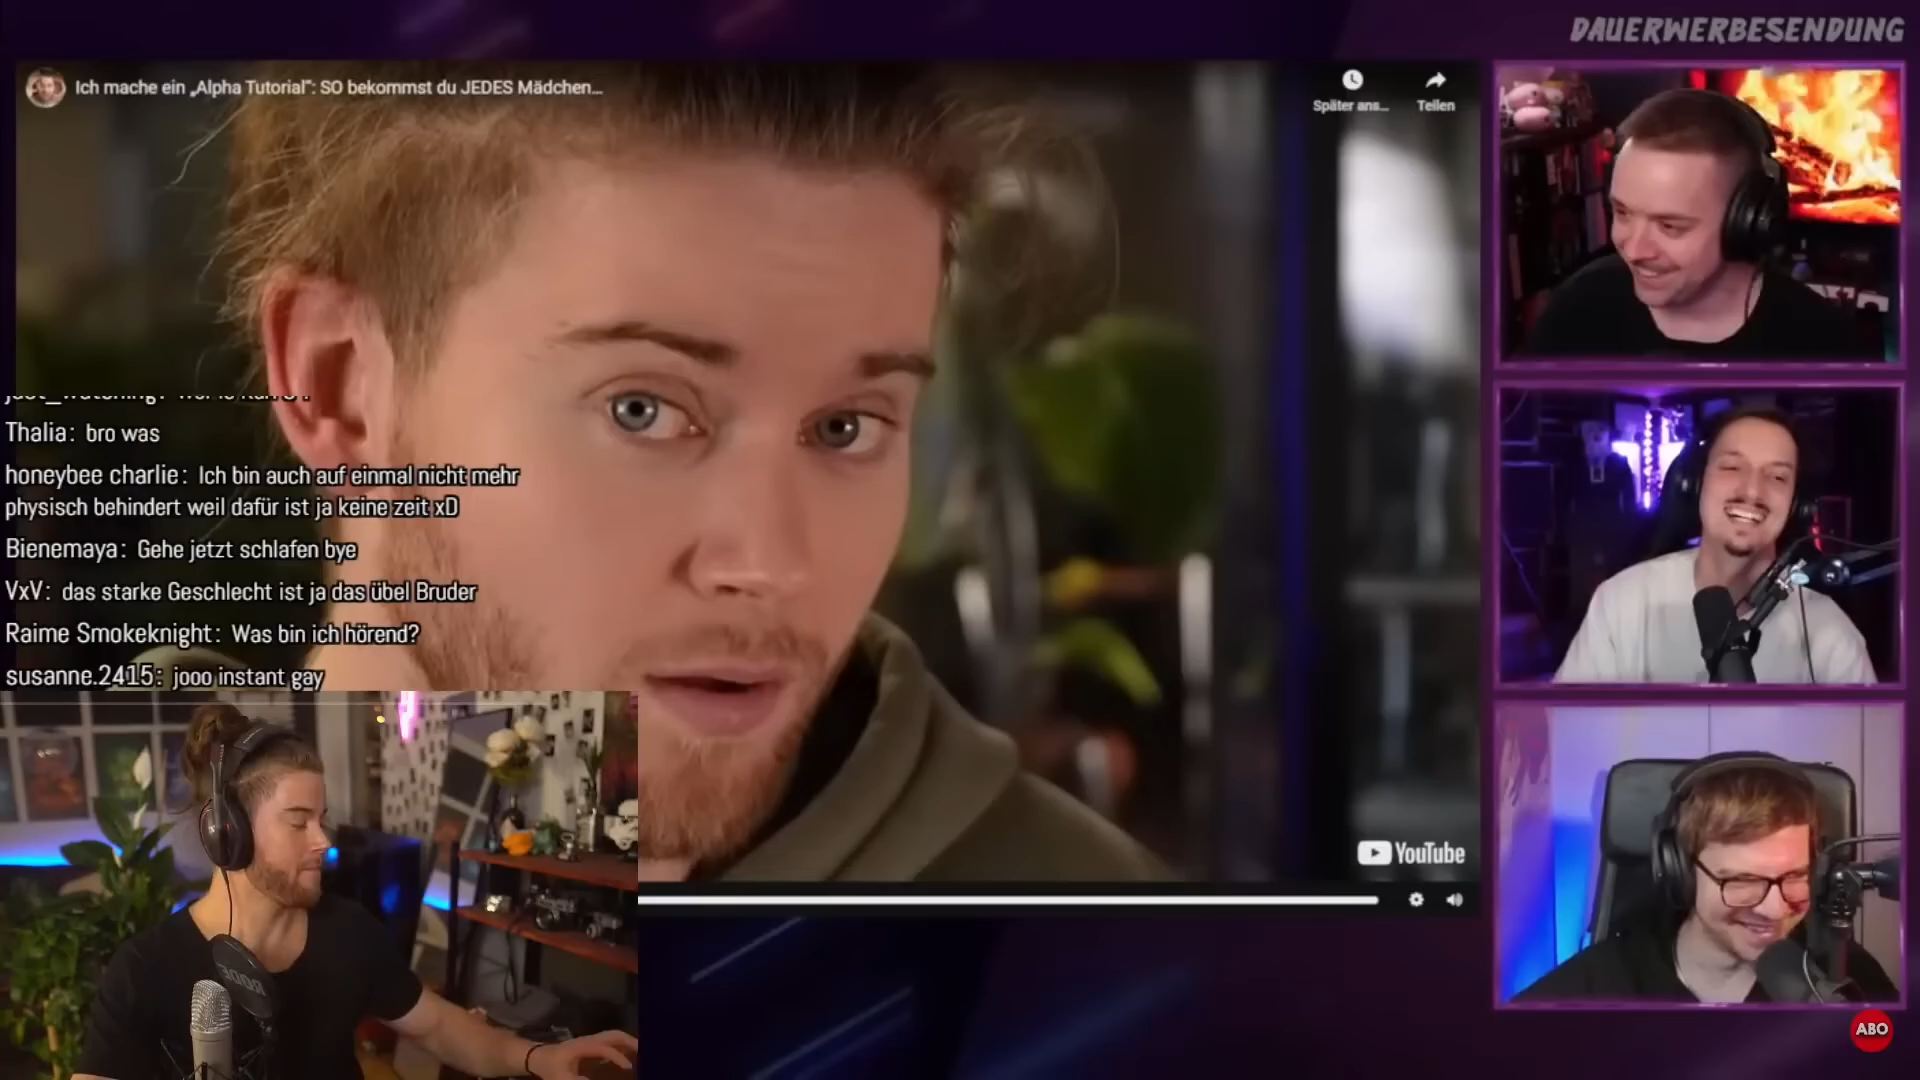 DAUERWERBESENDUNG
Ich mache ein „Alpha Tutorial": SO bekommst du JEDES Mädchen...
Später ans...
Teilen
Thalia: bro was
honeybee charlie: Ich bin auch auf einmal nicht mehr
physisch behindert weil dafür ist ja keine zeit xD
Bienemaya: Gehe jetzt schlafen bye
VxV: das starke Geschlecht ist ja das übel Bruder
Raime Smokeknight: Was bin ich hörend?
susanne.2415: jooo instant gay
YouTube
RODE
ABO